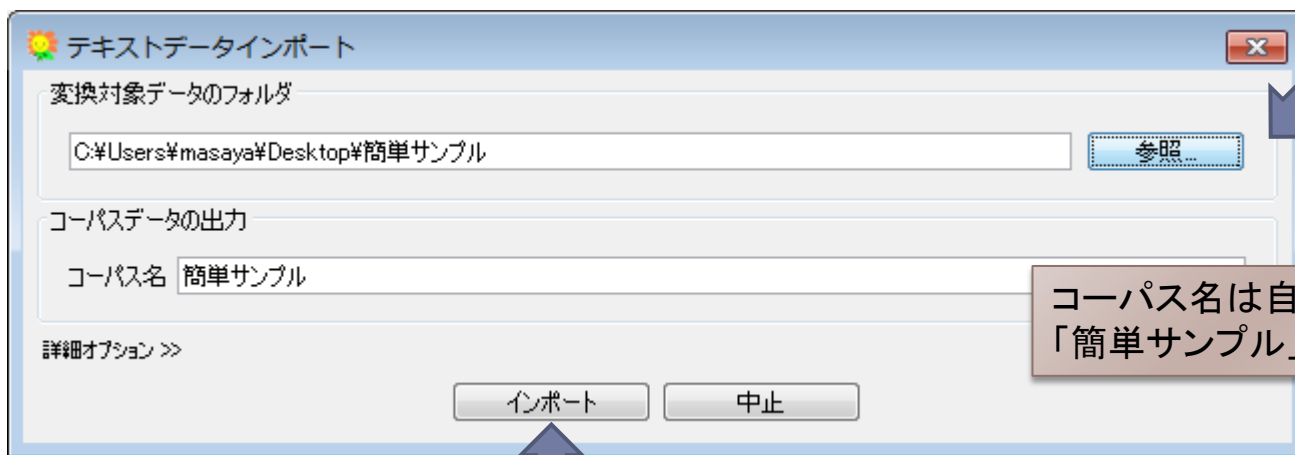 テキストデータインポート
変換対象データのフォルダ
C:¥Users¥masaya¥Desktop¥簡単サンプル
参照...
コーパスデータの出力
コーパス名 簡単サンプル
コーパス名は自
「簡単サンプル」
詳細オプション >>
インポート 中止